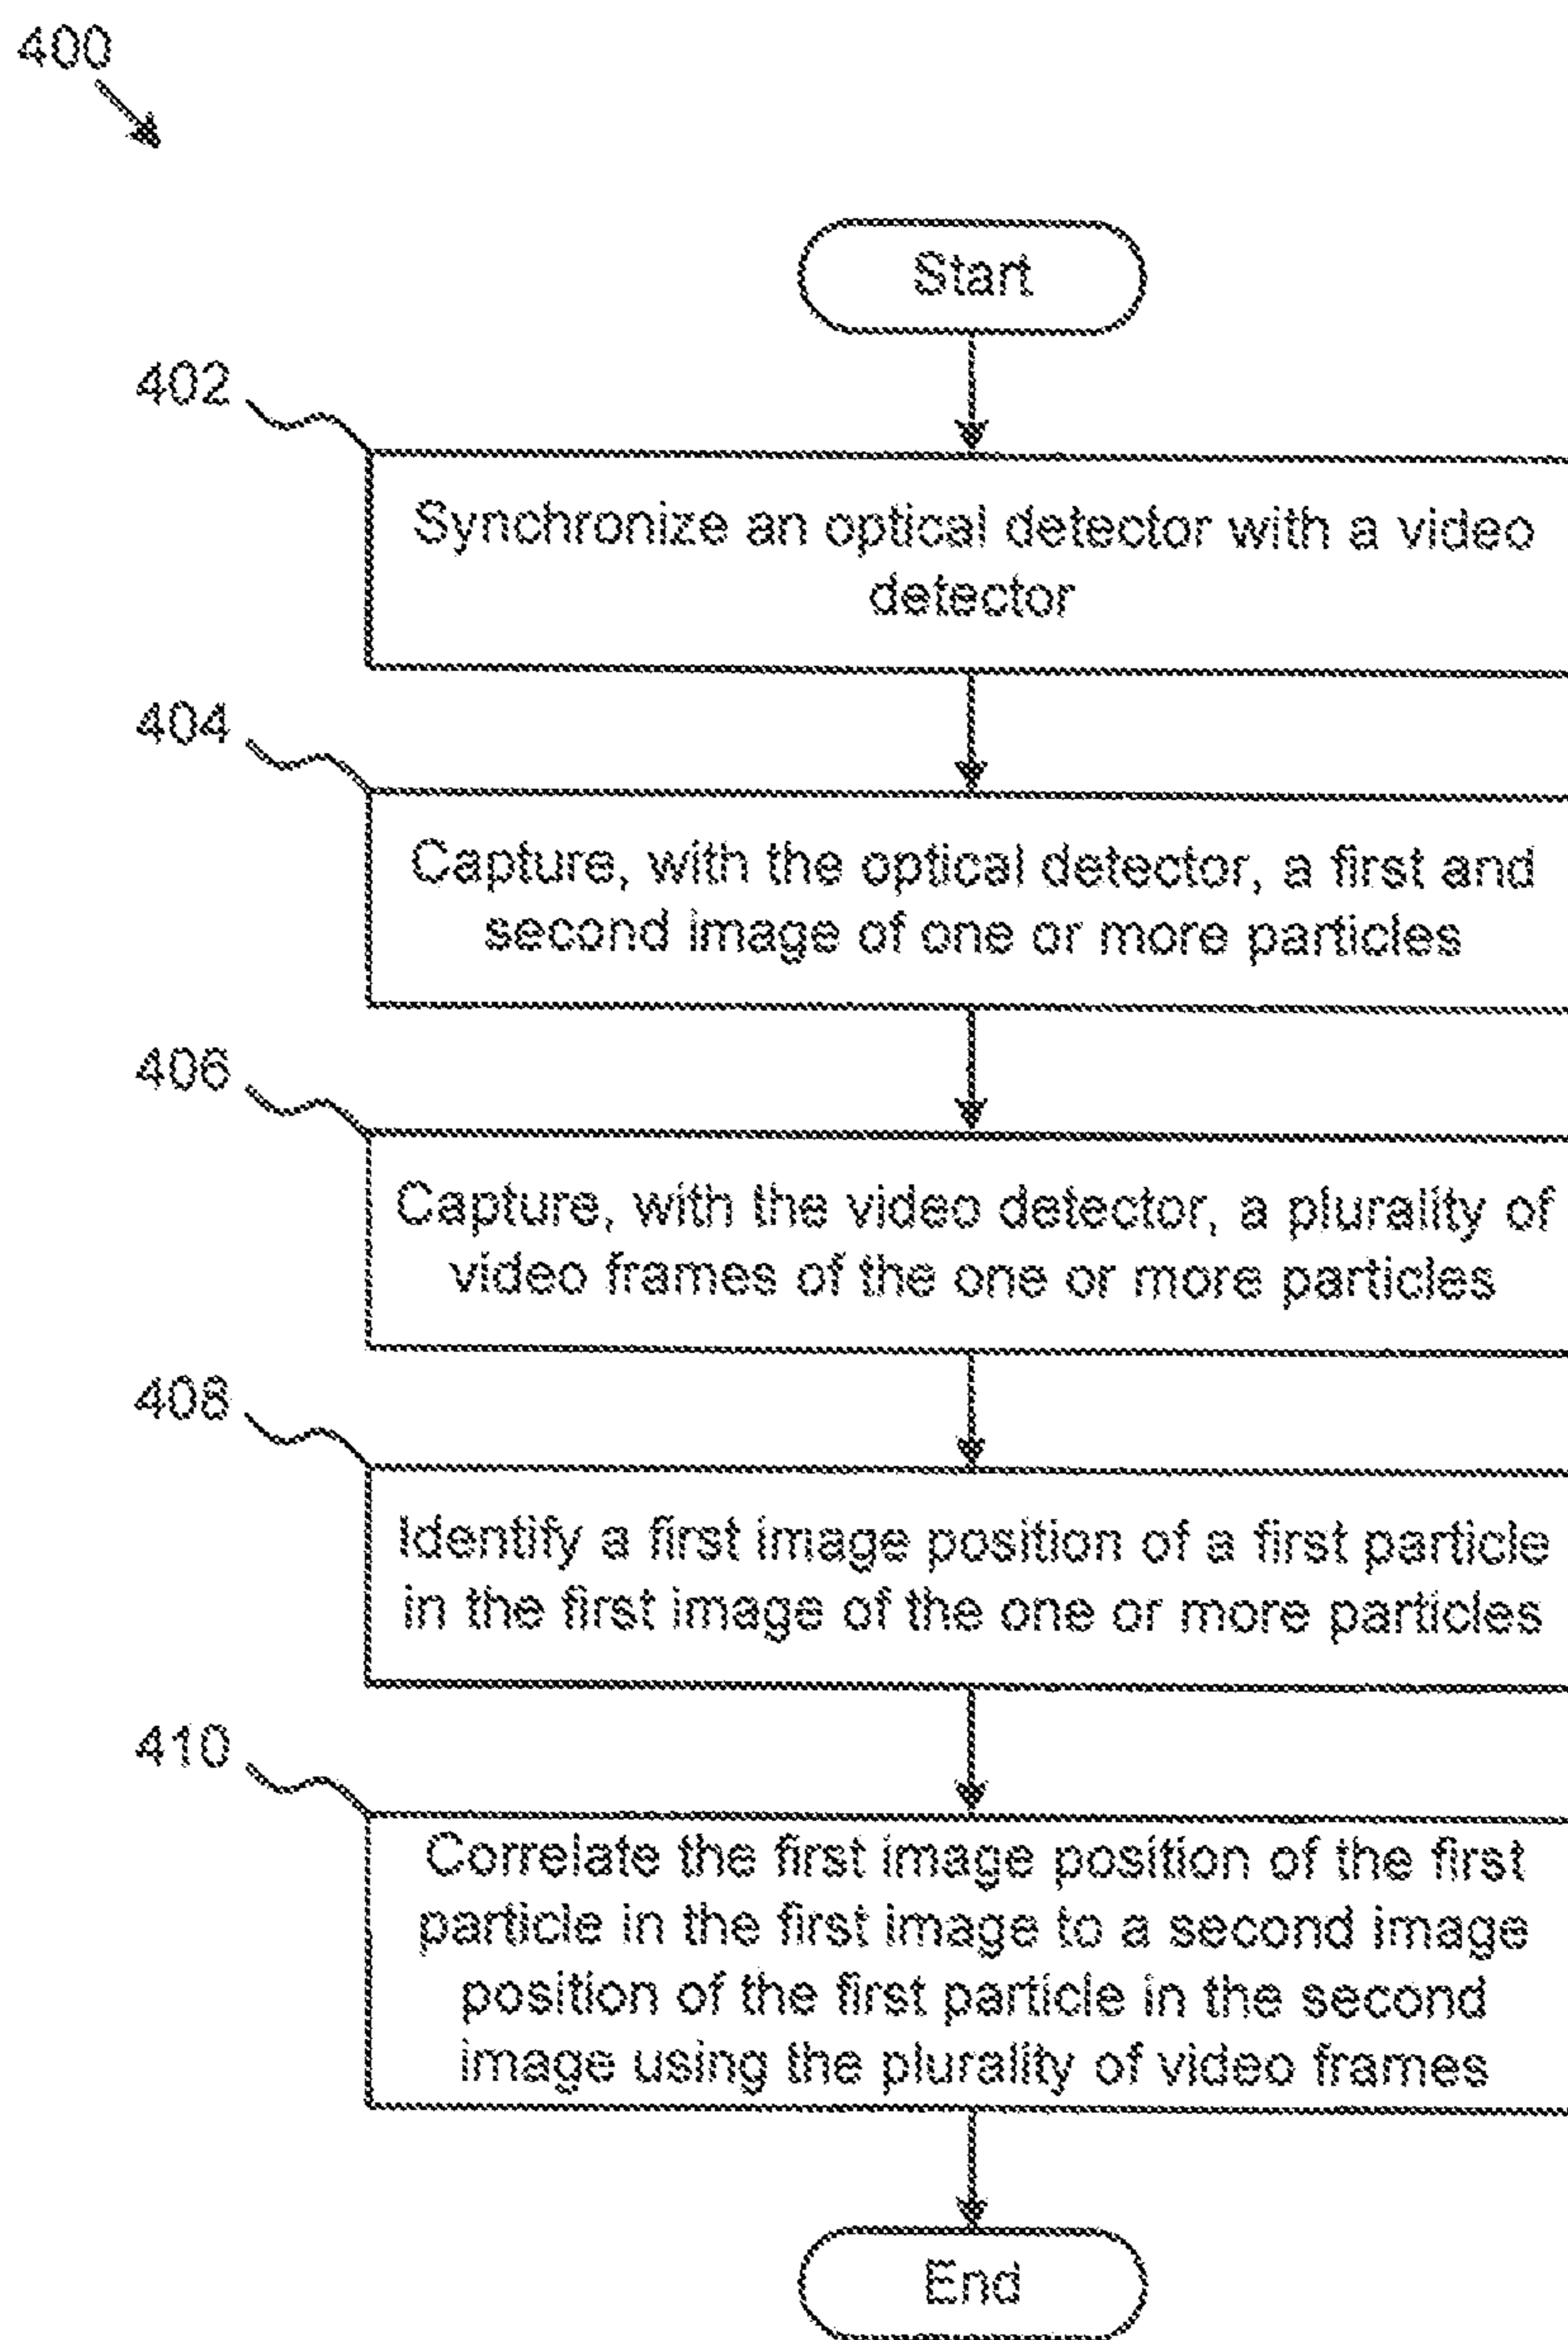 400
Start
402
Synchronize an optical detector with a video
detector
404
Capture, with the optical detector, a first and
second image of one or more particles
406
Capture, with the video detector, a plurality of
video frames of the one or more particles
408
Identify a first image position of a first particle
in the first image of the one or more particles
410
Correlate the first image position of the first
particle in the first image to a second image
position of the first particle in the second
image using the plurality of video frames
End